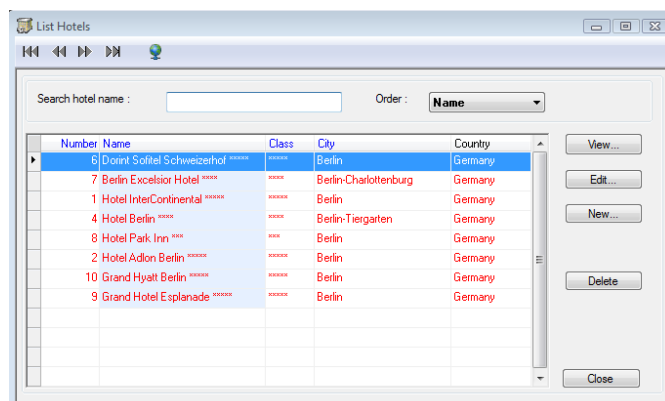 List Hotels
Search hotel name :
Order :
Name
Number Name Class City Country
6 Dorint Sofitel Schweizerhof ***** ***** Berlin Germany
7 Berlin Excelsior Hotel **** **** Berlin-Charlottenburg Germany
1 Hotel InterContinental ***** ***** Berlin Germany
4 Hotel Berlin **** **** Berlin-Tiergarten Germany
8 Hotel Park Inn *** *** Berlin Germany
2 Hotel Adlon Berlin ***** ***** Berlin Germany
10 Grand Hyatt Berlin ***** ***** Berlin Germany
9 Grand Hotel Esplanade ***** ***** Berlin Germany
View...
Edit...
New...
Delete
Close